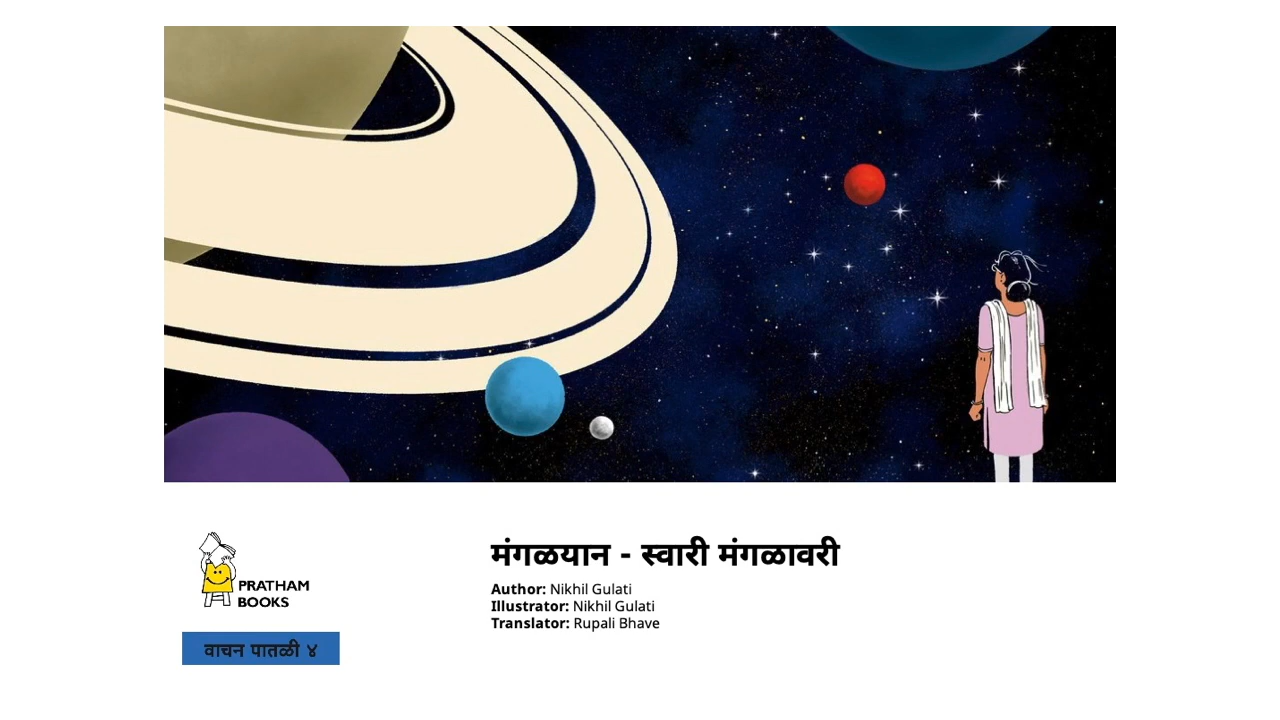 मंगळयान - स्वारी मंगळावरी
Author: Nikhil Gulati
Illustrator: Nikhil Gulati
Translator: Rupali Bhave
PRATHAM
BOOKS
वाचन पातळी ४